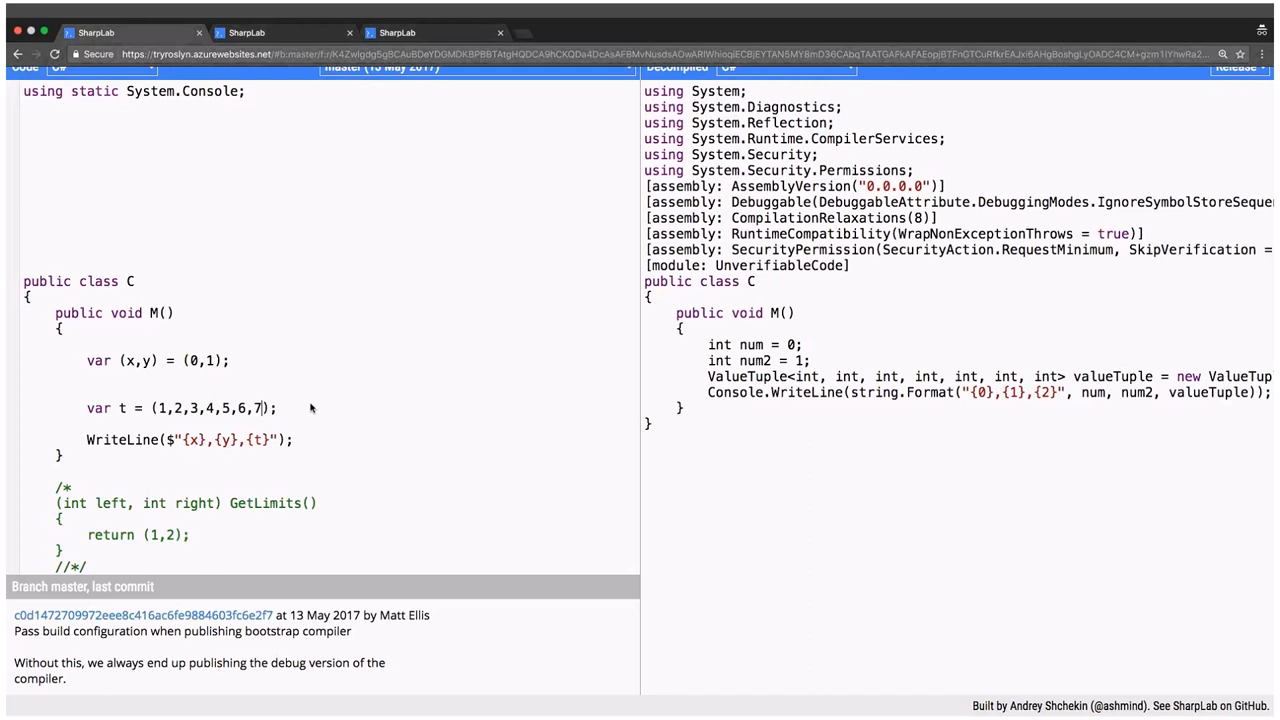 SharpLab SharpLab SharpLab
Secure
Code C# master (13 May 2017) Decompiled C# Release
using static System.Console;
public class C
{
public void M()
{
var (x,y) = (0,1);
var t = (1,2,3,4,5,6,7);
WriteLine($"{x},{y},{t}");
}
/*
(int left, int right) GetLimits()
{
return (1,2);
}
//*/
Branch master, last commit
c0d1472709972eee8c416ac6fe9884603fc6e2f7 at 13 May 2017 by Matt Ellis
Pass build configuration when publishing bootstrap compiler
Without this, we always end up publishing the debug version of the
compiler.
using System;
using System.Diagnostics;
using System.Reflection;
using System.Runtime.CompilerServices;
using System.Security;
using System.Security.Permissions;
[assembly: AssemblyVersion("0.0.0.0")]
[assembly: Debuggable(DebuggableAttribute.DebuggingModes.IgnoreSymbolStoreSeque
[assembly: CompilationRelaxations(8)]
[assembly: RuntimeCompatibility(WrapNonExceptionThrows = true)]
[assembly: SecurityPermission(SecurityAction.RequestMinimum, SkipVerification =
[module: UnverifiableCode]
public class C
{
public void M()
{
int num = 0;
int num2 = 1;
ValueTuple<int, int, int, int, int, int, int> valueTuple = new ValueTup
Console.WriteLine(string.Format("{0},{1},{2}", num, num2, valueTuple));
}
}
Built by Andrey Shchekin (@ashmind). See SharpLab on GitHub.